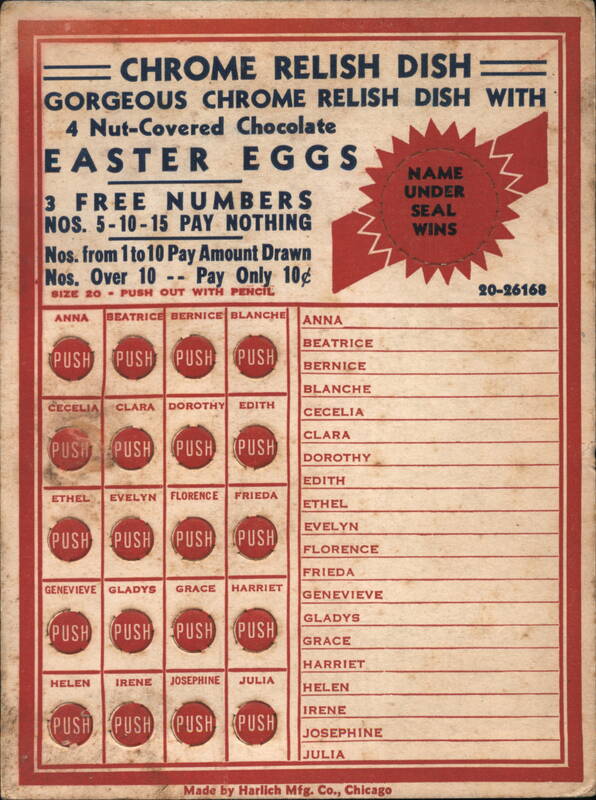 CHROME RELISH DISH
GORGEOUS CHROME RELISH DISH WITH
4 Nut-Covered Chocolate
EASTER EGGS
3 FREE NUMBERS
NOS. 5-10-15 PAY NOTHING
Nos. from 1 to 10 Pay Amount Drawn
Nos. Over 10 -- Pay Only 10¢
SIZE 20 - PUSH OUT WITH PENCIL
NAME
UNDER
SEAL
WINS
20-26168
ANNA BEATRICE BERNICE BLANCHE
PUSH PUSH PUSH PUSH
CECELIA CLARA DOROTHY EDITH
PUSH PUSH PUSH PUSH
ETHEL EVELYN FLORENCE FRIEDA
PUSH PUSH PUSH PUSH
GENEVIEVE GLADYS GRACE HARRIET
PUSH PUSH PUSH PUSH
HELEN IRENE JOSEPHINE JULIA
PUSH PUSH PUSH PUSH
ANNA
BEATRICE
BERNICE
BLANCHE
CECELIA
CLARA
DOROTHY
EDITH
ETHEL
EVELYN
FLORENCE
FRIEDA
GENEVIEVE
GLADYS
GRACE
HARRIET
HELEN
IRENE
JOSEPHINE
JULIA
Made by Harlich Mfg. Co., Chicago